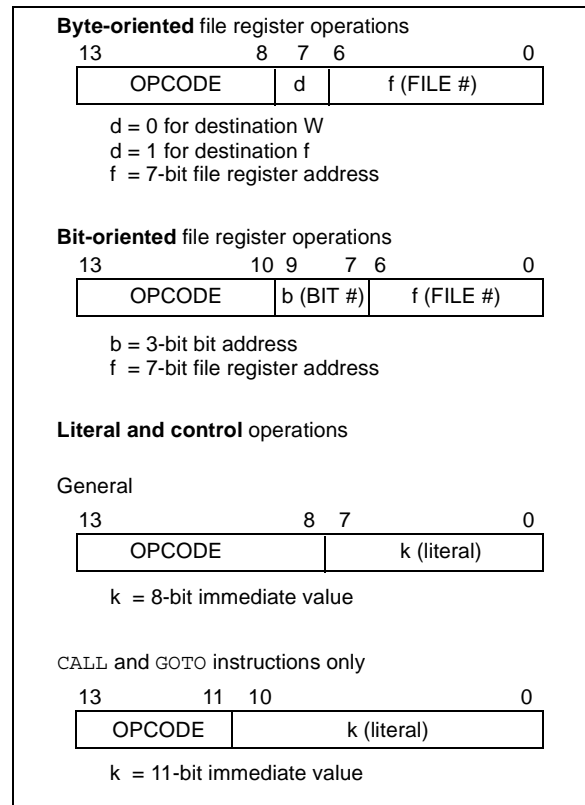 Byte-oriented file register operations
13 8 7 6 0
OPCODE d f (FILE #)
d = 0 for destination W
d = 1 for destination f
f = 7-bit file register address
Bit-oriented file register operations
13 10 9 7 6 0
OPCODE b (BIT #) f (FILE #)
b = 3-bit bit address
f = 7-bit file register address
Literal and control operations
General
13 8 7 0
OPCODE k (literal)
k = 8-bit immediate value
CALL and GOTO instructions only
13 11 10 0
OPCODE k (literal)
k = 11-bit immediate value